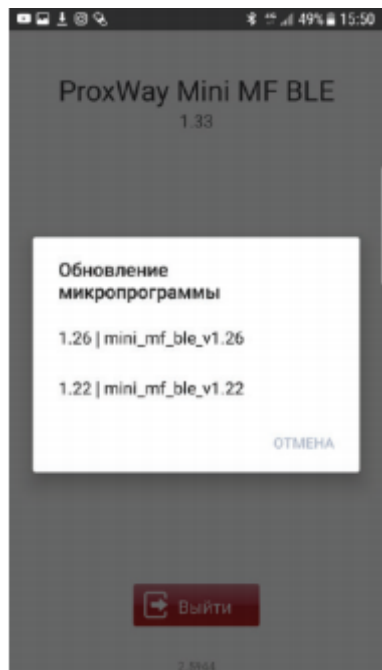 49% 15:50
ProxWay Mini MF BLE
1.33
Обновление
микропрограммы
1.26 | mini_mf_ble_v1.26
1.22 | mini_mf_ble_v1.22
ОТМЕНА
Выйти